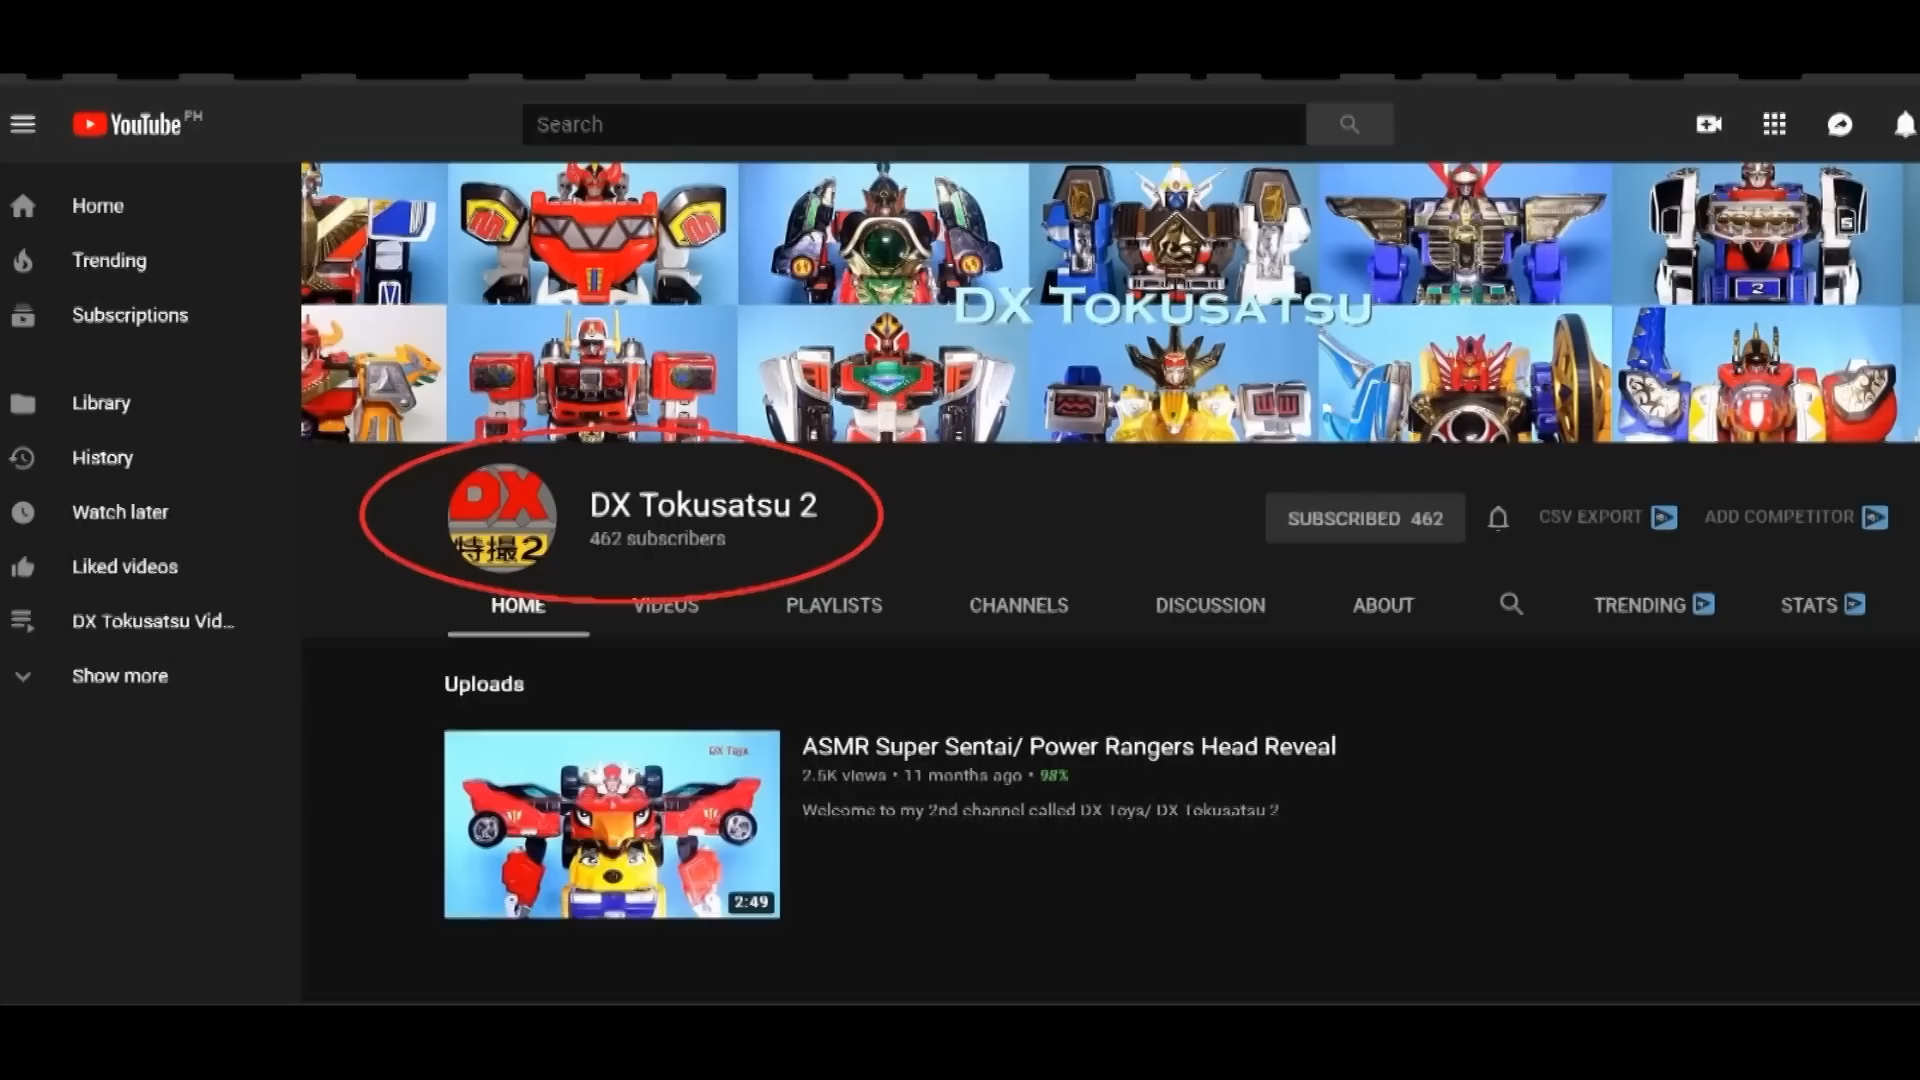 YouTube PH
Search
Home
Trending
Subscriptions
Library
History
Watch later
Liked videos
DX Tokusatsu Vid...
Show more
DX TOKUSATSU
DX
特撮2
DX Tokusatsu 2
462 subscribers
SUBSCRIBED 462
CSV EXPORT
ADD COMPETITOR
HOME
VIDEOS
PLAYLISTS
CHANNELS
DISCUSSION
ABOUT
TRENDING
STATS
Uploads
DX Toys
2:49
ASMR Super Sentai/ Power Rangers Head Reveal
2.5K views • 11 months ago • 98%
Welcome to my 2nd channel called DX Toys/ DX Tokusatsu 2